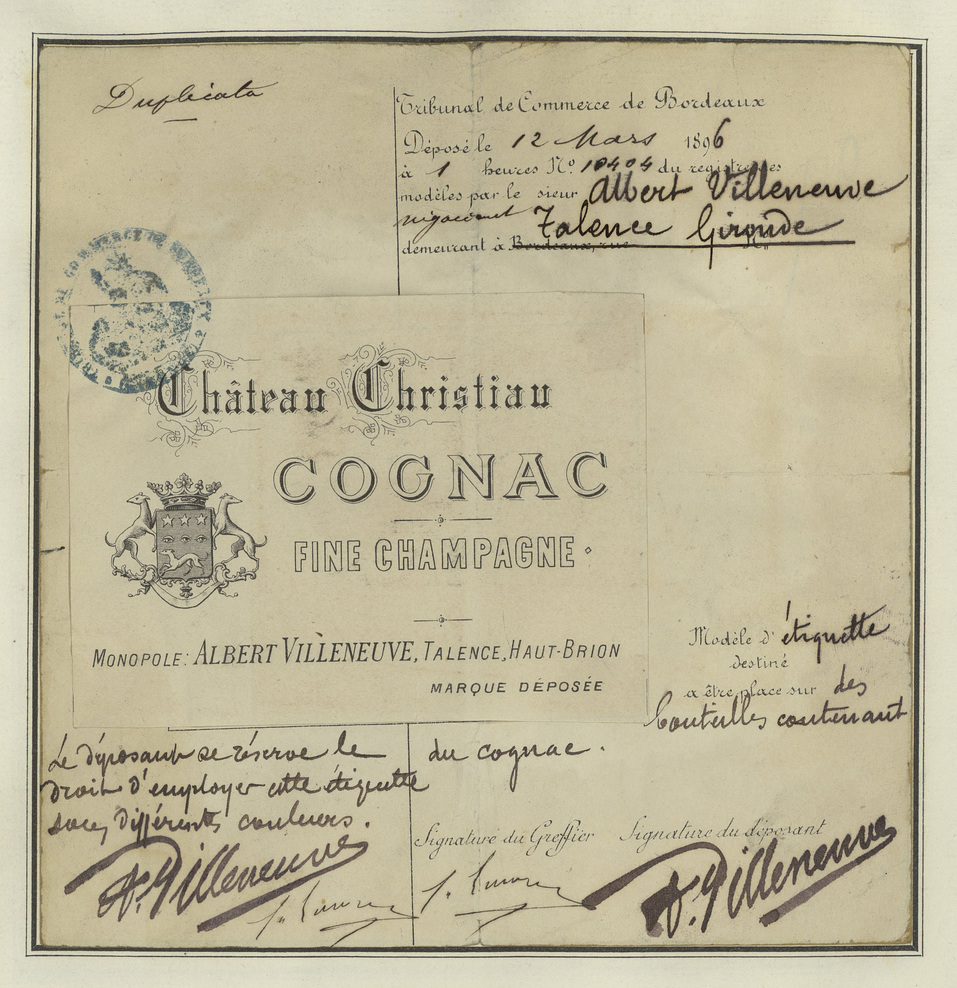 Duplicata
Tribunal de Commerce de Bordeaux
Déposé le 12 Mars 1896
à 1 heures No. 10404 du registre des
modèles par le sieur Albert Villeneuve
négociant Talence Gironde
demeurant à Bordeaux, rue
Château Christiau
COGNAC
FINE CHAMPAGNE
MONOPOLE: ALBERT VILLENEUVE, TALENCE, HAUT-BRION
MARQUE DÉPOSÉE
Modèle d'étiquette
destiné
a être place sur des
bouteilles contenant
du cognac.
Le déposant se réserve le
droit d'employer cette étiquette
sous différents couleurs.
Signature du Greffier
Signature du déposant
A. Villeneuve
A. Villeneuve